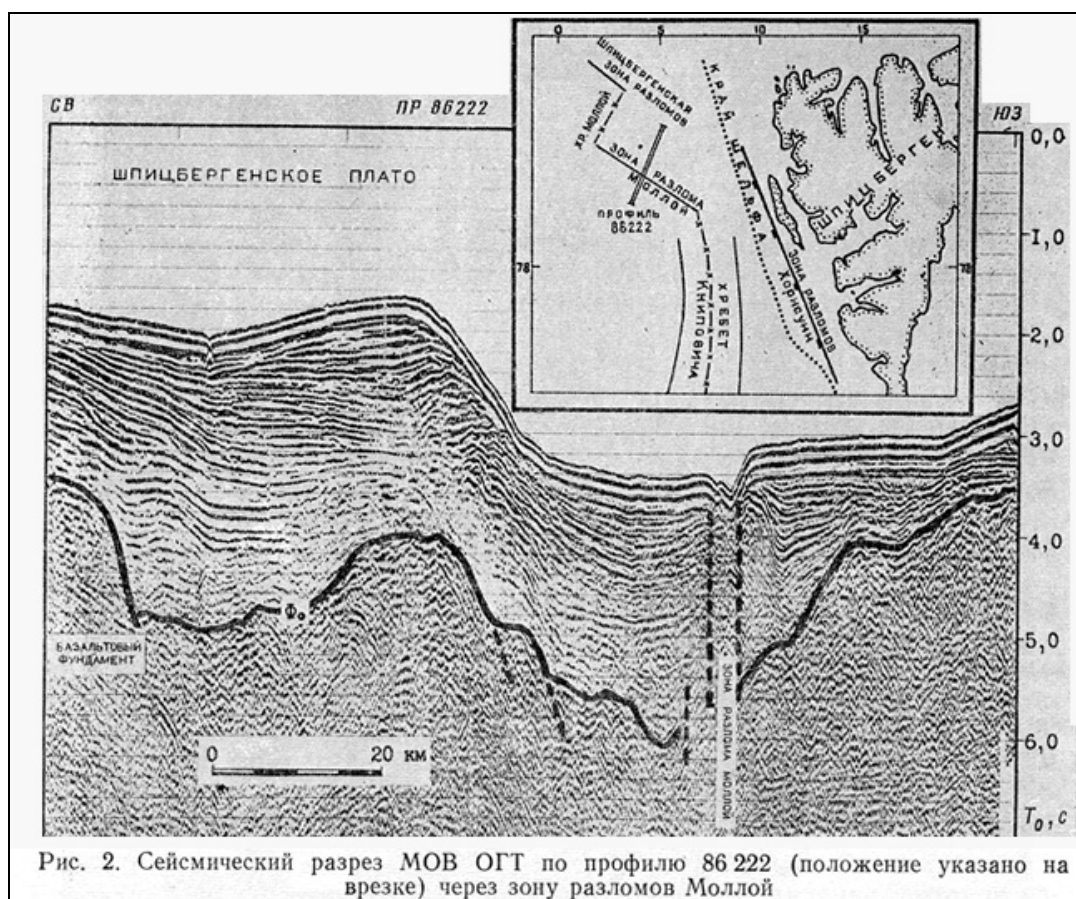 0 5 10 15
СВ
ПР 86222
ЮЗ
ШПИЦБЕРГЕНСКОЕ ПЛАТО
ШПИЦБЕРГЕНСКАЯ
ЗОНА РАЗЛОМОВ
ХР. МОЛЛОЙ
ЗОНА РАЗЛОМА
МОЛЛОЙ
ПРОФИЛЬ
86222
КРАЙ ШЕЛЬФА
ЗОНА РАЗЛОМОВ
Хорнсунн
ШПИЦБЕРГЕН
ХРЕБЕТ
Книповича
78
78
0,0
1,0
2,0
3,0
4,0
5,0
6,0
T₀, с
Ф₀
БАЗАЛЬТОВЫЙ
ФУНДАМЕНТ
ЗОНА РАЗЛОМА МОЛЛОЙ
0 20 км
Рис. 2. Сейсмический разрез МОВ ОГТ по профилю 86 222 (положение указано на
врезке) через зону разломов Моллой